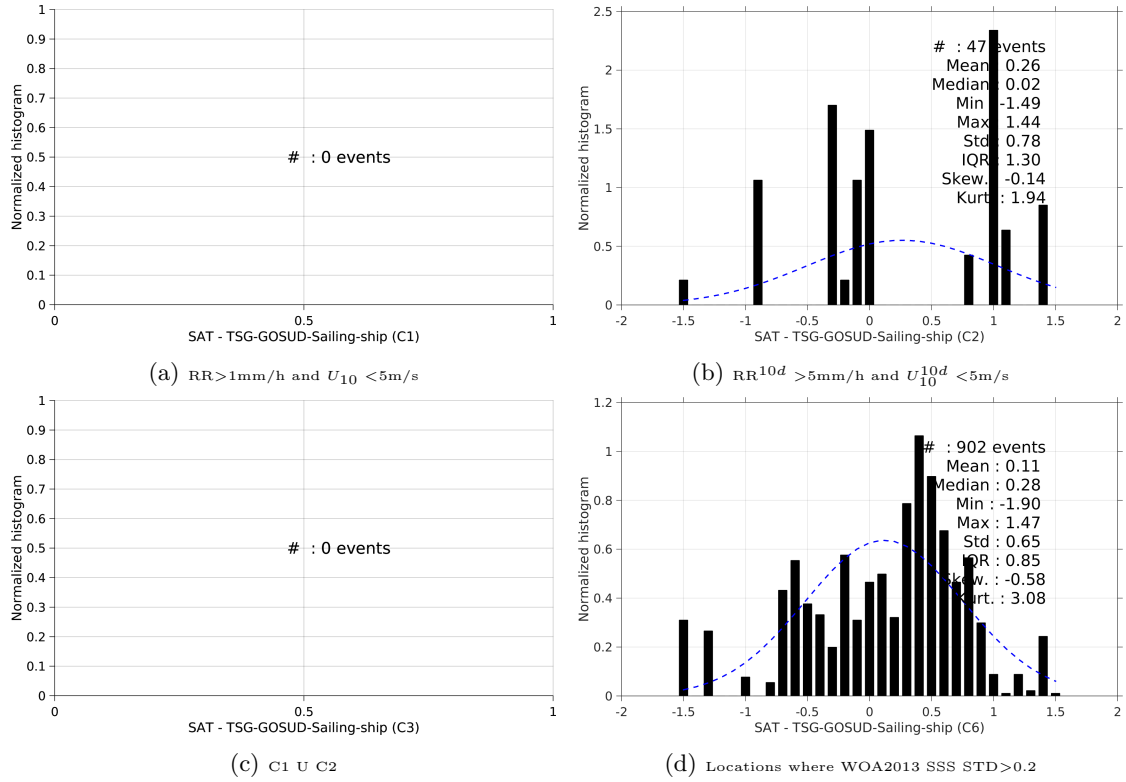 1
0.9
0.8
0.7
0.6
0.5
0.4
0.3
0.2
0.1
0
Normalized histogram
# : 0 events
0 0.5 1
SAT - TSG-GOSUD-Sailing-ship (C1)
(a) RR>1mm/h and U10 <5m/s
2.5
2
1.5
1
0.5
0
Normalized histogram
# : 47 events
Mean : 0.26
Median : 0.02
Min : -1.49
Max : 1.44
Std : 0.78
IQR : 1.30
Skew. : -0.14
Kurt. : 1.94
-2 -1.5 -1 -0.5 0 0.5 1 1.5 2
SAT - TSG-GOSUD-Sailing-ship (C2)
(b) RR10d >5mm/h and U10d10 <5m/s
1
0.9
0.8
0.7
0.6
0.5
0.4
0.3
0.2
0.1
0
Normalized histogram
# : 0 events
0 0.5 1
SAT - TSG-GOSUD-Sailing-ship (C3)
(c) C1 U C2
1.2
1
0.8
0.6
0.4
0.2
0
Normalized histogram
# : 902 events
Mean : 0.11
Median : 0.28
Min : -1.90
Max : 1.47
Std : 0.65
IQR : 0.85
Skew. : -0.58
Kurt. : 3.08
-2 -1.5 -1 -0.5 0 0.5 1 1.5 2
SAT - TSG-GOSUD-Sailing-ship (C6)
(d) Locations where WOA2013 SSS STD>0.2